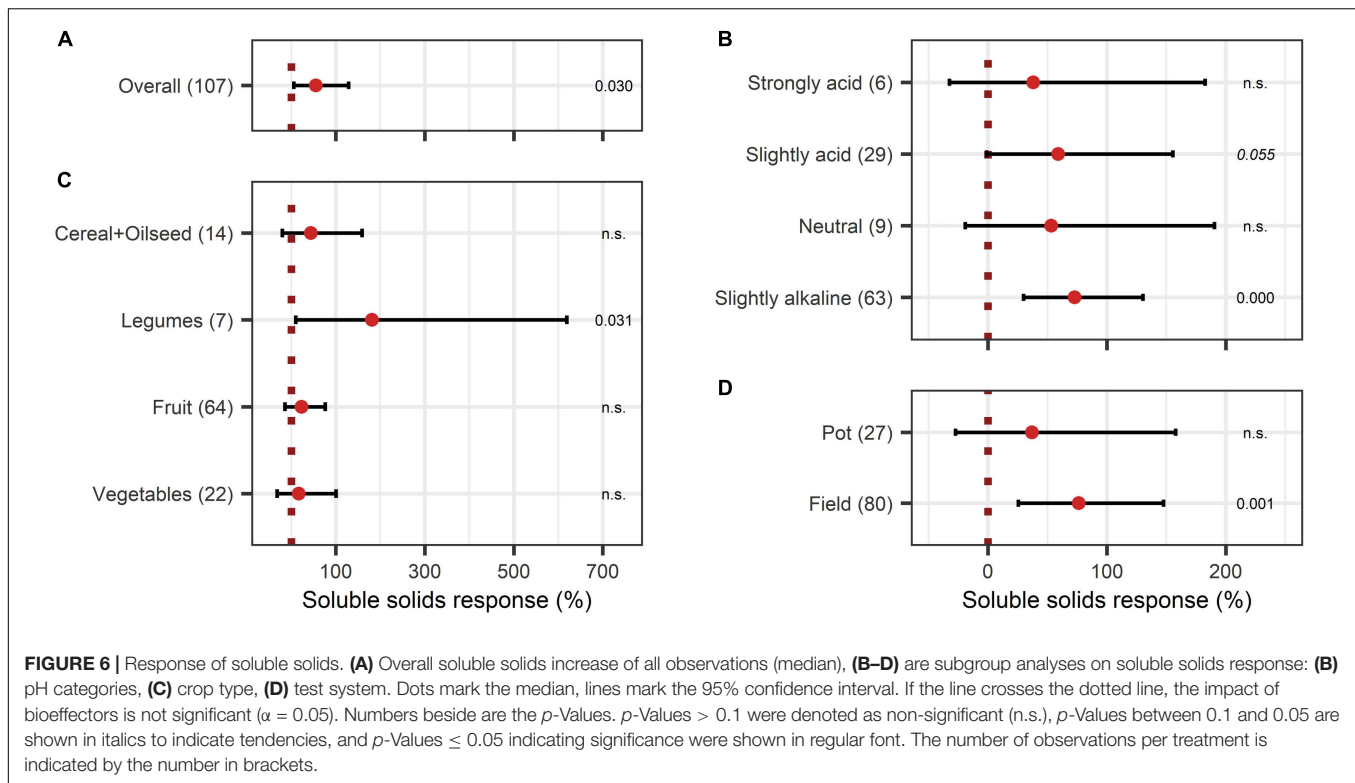 A
Overall (107)
0.030
C
Cereal+Oilseed (14)
n.s.
Legumes (7)
0.031
Fruit (64)
n.s.
Vegetables (22)
n.s.
100 300 500 700
Soluble solids response (%)
B
Strongly acid (6)
n.s.
Slightly acid (29)
0.055
Neutral (9)
n.s.
Slightly alkaline (63)
0.000
D
Pot (27)
n.s.
Field (80)
0.001
0 100 200
Soluble solids response (%)
FIGURE 6 | Response of soluble solids. (A) Overall soluble solids increase of all observations (median), (B–D) are subgroup analyses on soluble solids response: (B)
pH categories, (C) crop type, (D) test system. Dots mark the median, lines mark the 95% confidence interval. If the line crosses the dotted line, the impact of
bioeffectors is not significant (α = 0.05). Numbers beside are the p-Values. p-Values > 0.1 were denoted as non-significant (n.s.), p-Values between 0.1 and 0.05 are
shown in italics to indicate tendencies, and p-Values ≤ 0.05 indicating significance were shown in regular font. The number of observations per treatment is
indicated by the number in brackets.